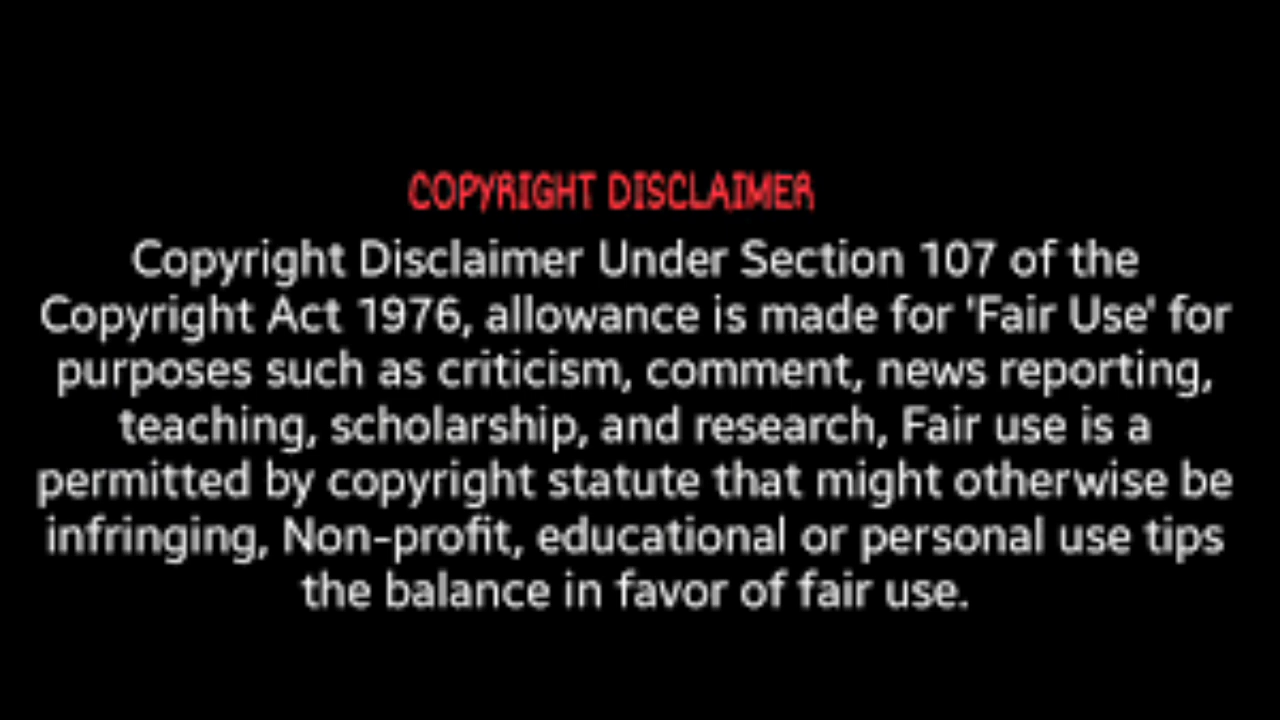 COPYRIGHT DISCLAIMER
Copyright Disclaimer Under Section 107 of the
Copyright Act 1976, allowance is made for 'Fair Use' for
purposes such as criticism, comment, news reporting,
teaching, scholarship, and research, Fair use is a
permitted by copyright statute that might otherwise be
infringing, Non-profit, educational or personal use tips
the balance in favor of fair use.